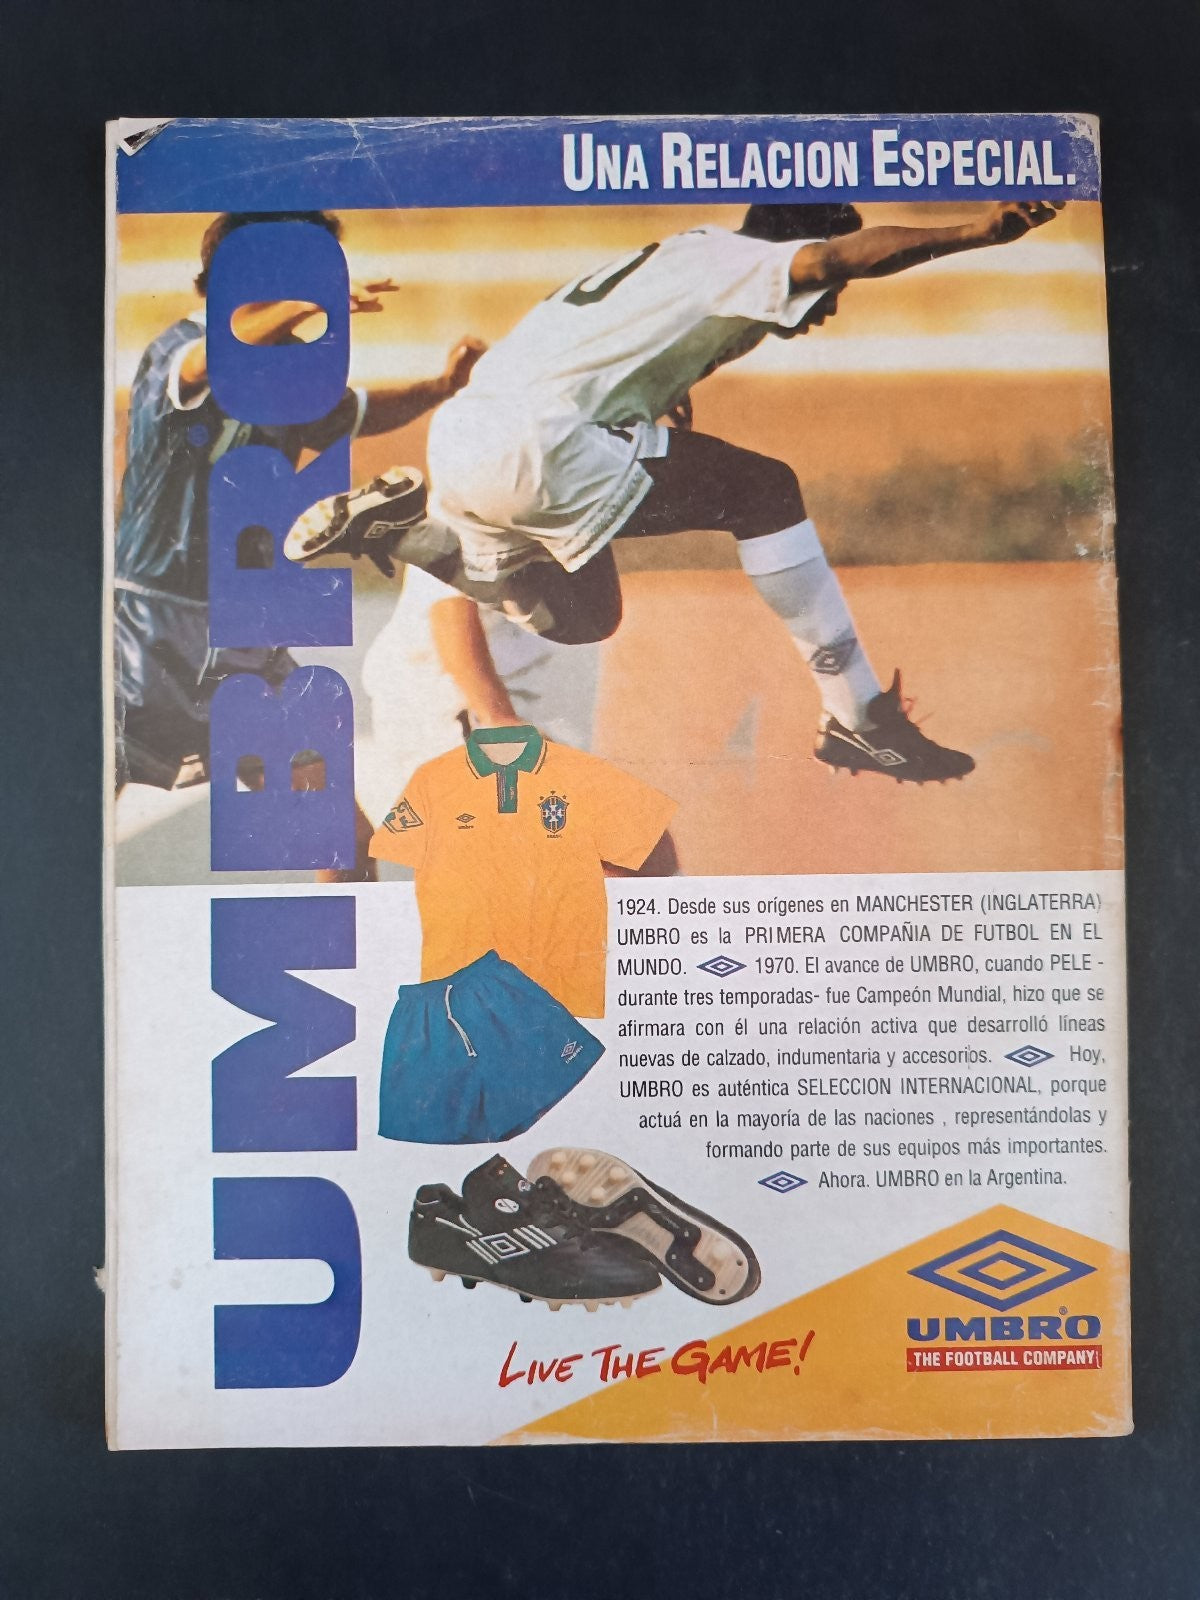 UNA RELACION ESPECIAL.
UMBRO
umbro
BRASIL
1924. Desde sus orígenes en MANCHESTER (INGLATERRA)
UMBRO es la PRIMERA COMPAÑIA DE FUTBOL EN EL
MUNDO. 1970. El avance de UMBRO, cuando PELE -
durante tres temporadas- fue Campeón Mundial, hizo que se
afirmara con él una relación activa que desarrolló líneas
nuevas de calzado, indumentaria y accesorios. Hoy,
UMBRO es auténtica SELECCION INTERNACIONAL, porque
actuá en la mayoría de las naciones , representándolas y
formando parte de sus equipos más importantes.
Ahora. UMBRO en la Argentina.
LIVE THE GAME!
UMBRO®
THE FOOTBALL COMPANY